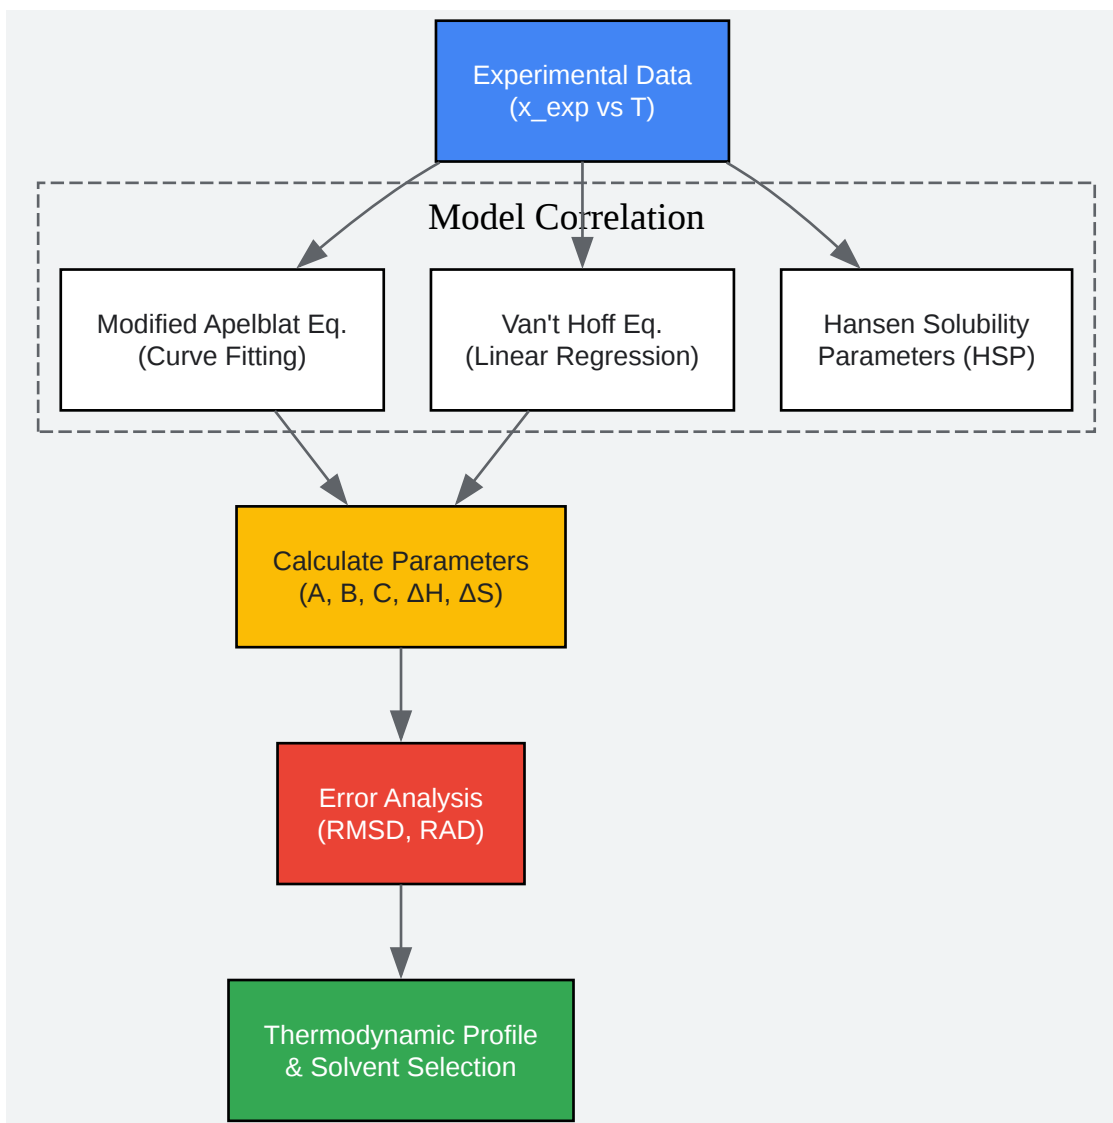 Experimental Data
(x_exp vs T)
Model Correlation
Modified Apelblat Eq.
(Curve Fitting)
Van't Hoff Eq.
(Linear Regression)
Hansen Solubility
Parameters (HSP)
Calculate Parameters
(A, B, C, ΔH, ΔS)
Error Analysis
(RMSD, RAD)
Thermodynamic Profile
& Solvent Selection